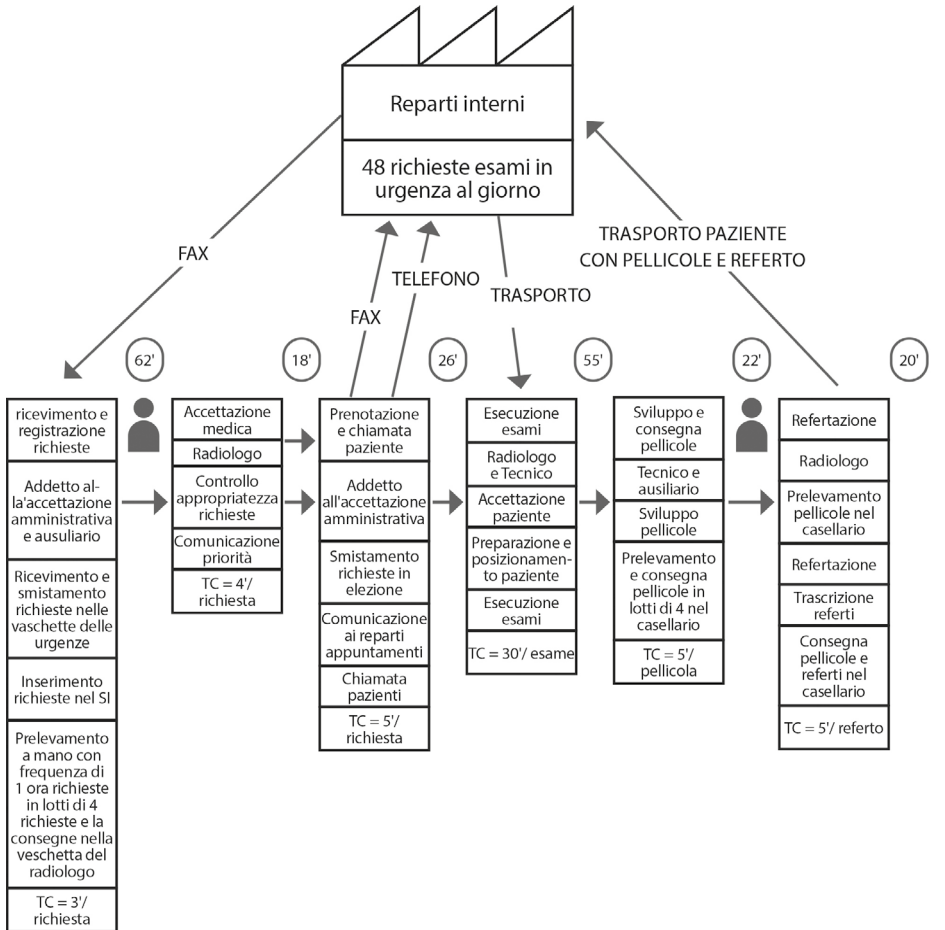 Reparti interni
48 richieste esami in
urgenza al giorno
FAX
FAX
TELEFONO
TRASPORTO
TRASPORTO PAZIENTE
CON PELLICOLE E REFERTO
62'
18'
26'
55'
22'
20'
ricevimento e
registrazione
richieste
Addetto al-
la'accettazione
amministrativa
e ausuliario
Ricevimento e
smistamento
richieste nelle
vaschette delle
urgenze
Inserimento
richieste nel SI
Prelevamento
a mano con
frequenza di
1 ora richieste
in lotti di 4
richieste e la
consegne nella
veschetta del
radiologo
TC = 3'/
richiesta
Accettazione
medica
Radiologo
Controllo
appropriatezza
richieste
Comunicazione
priorità
TC = 4'/
richiesta
Prenotazione
e chiamata
paziente
Addetto
all'accettazione
amministrativa
Smistamento
richieste in
elezione
Comunicazione
ai reparti
appuntamenti
Chiamata
pazienti
TC = 5'/
richiesta
Esecuzione
esami
Radiologo
e Tecnico
Accettazione
paziente
Preparazione e
posizionamen-
to paziente
Esecuzione
esami
TC = 30'/ esame
Sviluppo e
consegna
pellicole
Tecnico e
ausiliario
Sviluppo
pellicole
Prelevamento
e consegna
pellicole in
lotti di 4 nel
casellario
TC = 5'/
pellicola
Refertazione
Radiologo
Prelevamento
pellicole nel
casellario
Refertazione
Trascrizione
referti
Consegna
pellicole e
referti nel
casellario
TC = 5'/ referto